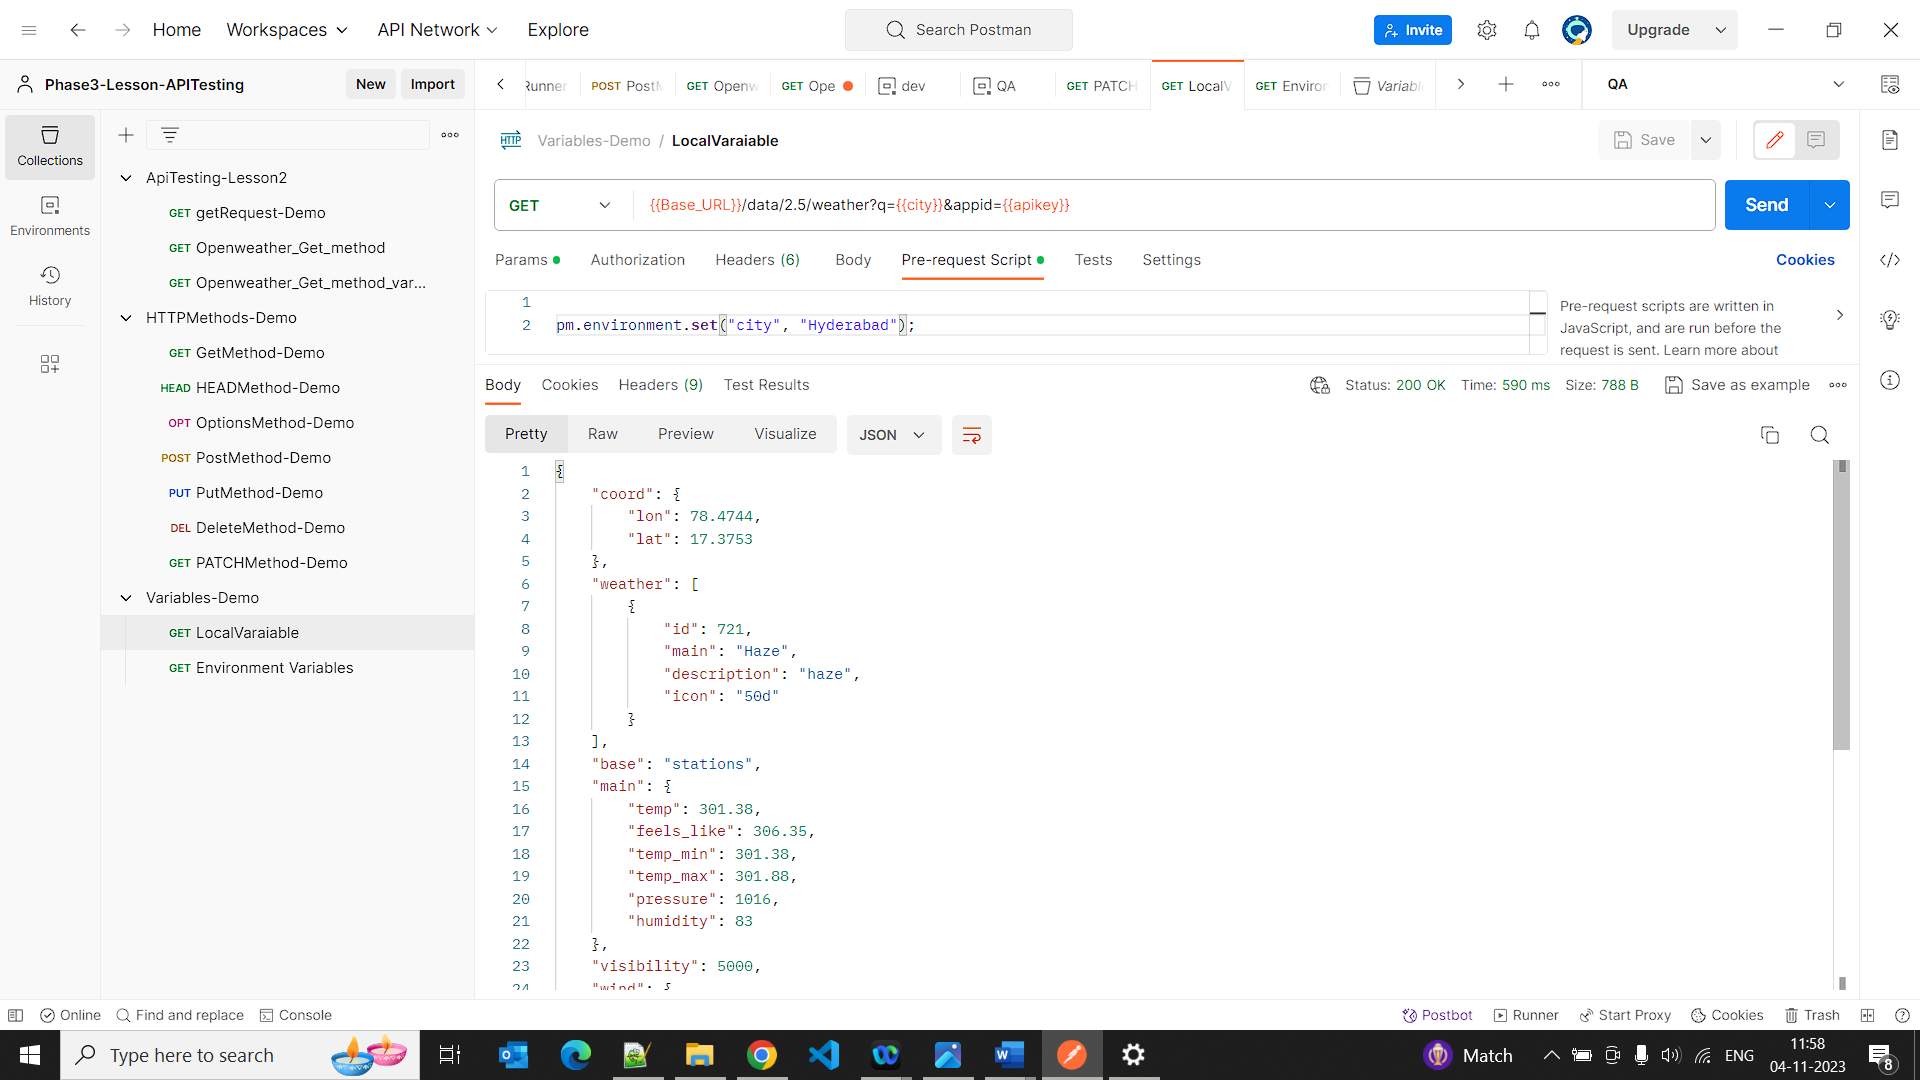 Home
Workspaces
API Network
Explore
Search Postman
Invite
Upgrade
Phase3-Lesson-APITesting
New
Import
Runner
POST PostM
GET Openw
GET Ope
dev
QA
GET PATCH
GET LocalV
GET Environ
Variabl
QA
Collections
Environments
History
ApiTesting-Lesson2
GET getRequest-Demo
GET Openweather_Get_method
GET Openweather_Get_method_var...
HTTPMethods-Demo
GET GetMethod-Demo
HEAD HEADMethod-Demo
OPT OptionsMethod-Demo
POST PostMethod-Demo
PUT PutMethod-Demo
DEL DeleteMethod-Demo
GET PATCHMethod-Demo
Variables-Demo
GET LocalVaraiable
GET Environment Variables
HTTP Variables-Demo / LocalVaraiable
Save
GET
{{Base_URL}}/data/2.5/weather?q={{city}}&appid={{apikey}}
Send
Params
Authorization
Headers (6)
Body
Pre-request Script
Tests
Settings
Cookies
1
2 pm.environment.set("city", "Hyderabad");
Pre-request scripts are written in
JavaScript, and are run before the
request is sent. Learn more about
Body
Cookies
Headers (9)
Test Results
Status: 200 OK
Time: 590 ms
Size: 788 B
Save as example
Pretty
Raw
Preview
Visualize
JSON
1 {
2 "coord": {
3 "lon": 78.4744,
4 "lat": 17.3753
5 },
6 "weather": [
7 {
8 "id": 721,
9 "main": "Haze",
10 "description": "haze",
11 "icon": "50d"
12 }
13 ],
14 "base": "stations",
15 "main": {
16 "temp": 301.38,
17 "feels_like": 306.35,
18 "temp_min": 301.38,
19 "temp_max": 301.88,
20 "pressure": 1016,
21 "humidity": 83
22 },
23 "visibility": 5000,
24 "wind": {
Online
Find and replace
Console
Postbot
Runner
Start Proxy
Cookies
Trash
Type here to search
Match
ENG
11:58
04-11-2023
8